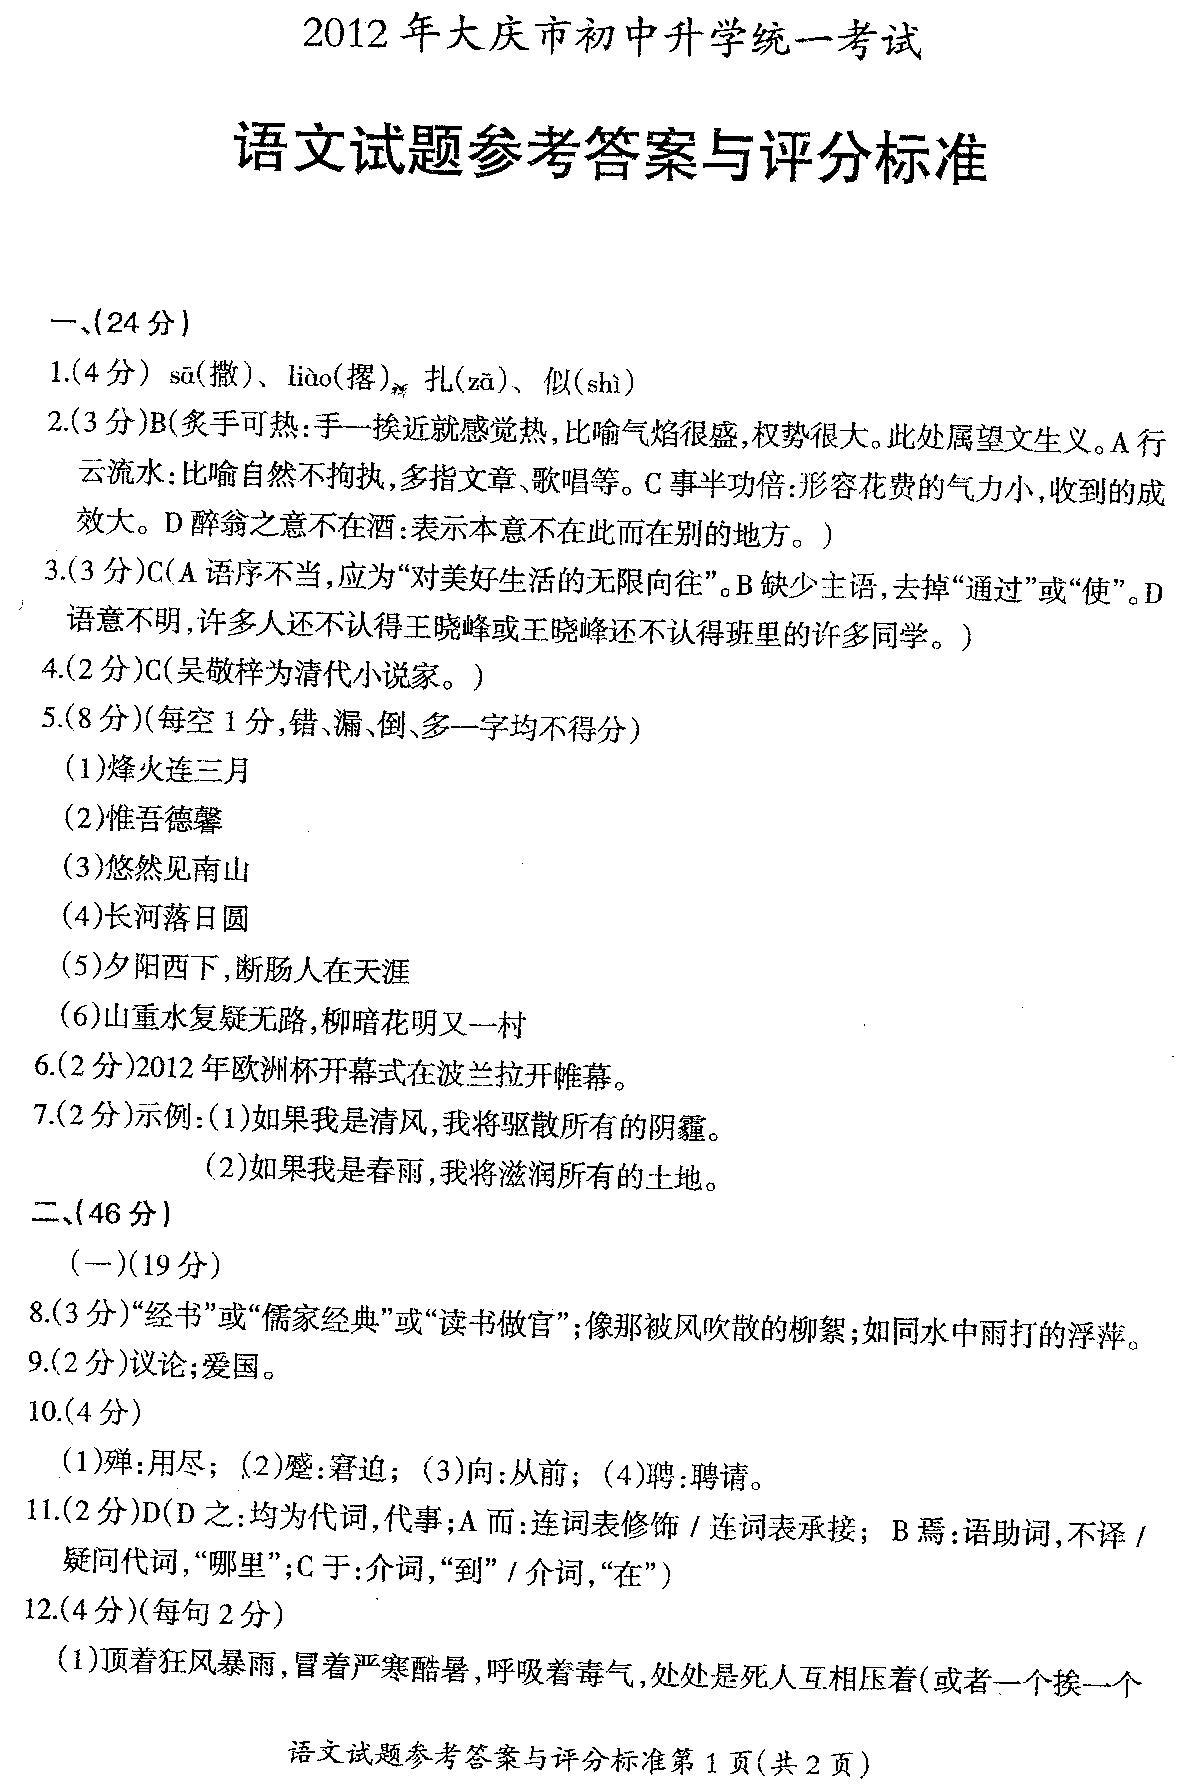 2012 年大庆市初中升学统一考试
语文试题参考答案与评分标准
一、(24 分)
1.(4 分) sā(撒)、liào(撂)、扎(zā)、似(shì)
2.(3 分)B(炙手可热:手一挨近就感觉热,比喻气焰很盛,权势很大。此处属望文生义。A 行
云流水:比喻自然不拘执,多指文章、歌唱等。C 事半功倍:形容花费的气力小,收到的成
效大。D 醉翁之意不在酒:表示本意不在此而在别的地方。)
3.(3 分)C(A 语序不当,应为“对美好生活的无限向往”。B 缺少主语,去掉“通过”或“使”。D
语意不明,许多人还不认得王晓峰或王晓峰还不认得班里的许多同学。)
4.(2 分)C(吴敬梓为清代小说家。)
5.(8 分)(每空 1 分,错、漏、倒、多一字均不得分)
(1)烽火连三月
(2)惟吾德馨
(3)悠然见南山
(4)长河落日圆
(5)夕阳西下,断肠人在天涯
(6)山重水复疑无路,柳暗花明又一村
6.(2 分)2012 年欧洲杯开幕式在波兰拉开帷幕。
7.(2 分)示例:(1)如果我是清风,我将驱散所有的阴霾。
(2)如果我是春雨,我将滋润所有的土地。
二、(46 分)
(一)(19 分)
8.(3 分)“经书”或“儒家经典”或“读书做官”;像那被风吹散的柳絮;如同水中雨打的浮萍。
9.(2 分)议论;爱国。
10.(4 分)
(1)殚:用尽; (2)蹙:窘迫; (3)向:从前; (4)聘:聘请。
11.(2 分)D(D 之:均为代词,代事;A 而:连词表修饰 / 连词表承接; B 焉:语助词,不译 /
疑问代词,“哪里”;C 于:介词,“到” / 介词,“在”)
12.(4 分)(每句 2 分)
(1)顶着狂风暴雨,冒着严寒酷暑,呼吸着毒气,处处是死人互相压着(或者一个挨一个
语文试题参考答案与评分标准第 1 页(共 2 页)